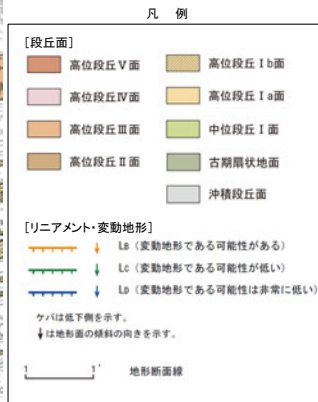 凡 例
[段丘面]
高位段丘Ⅴ面
高位段丘Ⅳ面
高位段丘Ⅲ面
高位段丘Ⅱ面
高位段丘Ⅰb面
高位段丘Ⅰa面
中位段丘Ⅰ面
古期扇状地面
沖積段丘面
[リニアメント・変動地形]
LB (変動地形である可能性がある)
LC (変動地形である可能性が低い)
LD (変動地形である可能性は非常に低い)
ケバは低下側を示す。
↓は地形面の傾斜の向きを示す。
1 1' 地形断面線